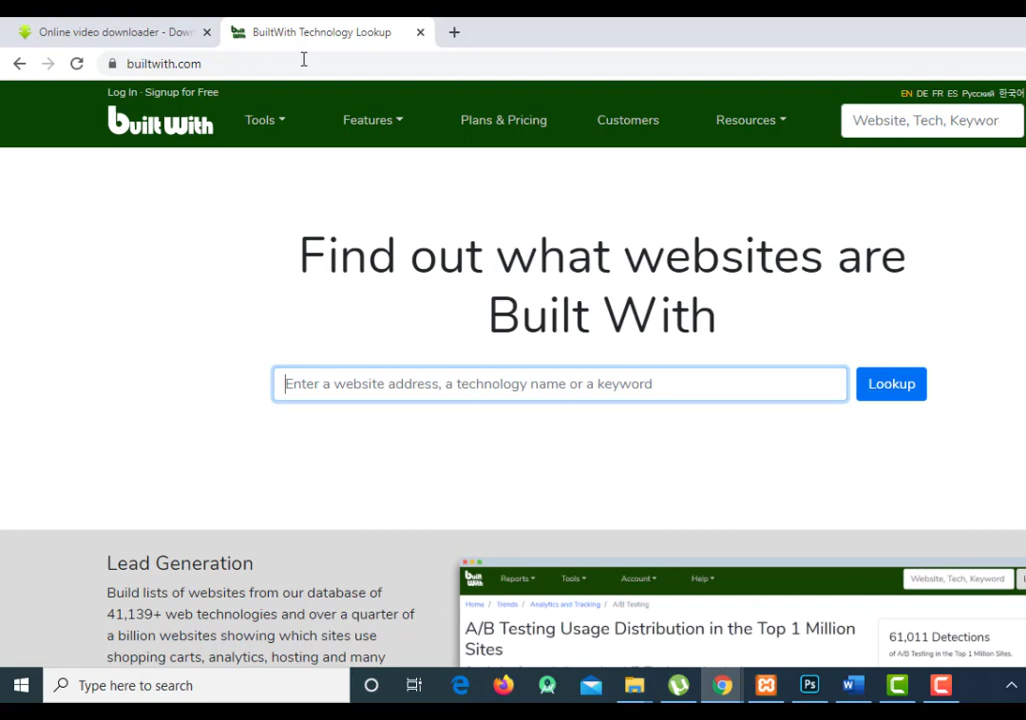 Online video downloader - Down
BuiltWith Technology Lookup
builtwith.com
Log In · Signup for Free
EN DE FR ES Русский 한국어
builtwith
Tools
Features
Plans & Pricing
Customers
Resources
Website, Tech, Keywor
Find out what websites are
Built With
Enter a website address, a technology name or a keyword
Lookup
Lead Generation
Build lists of websites from our database of
41,139+ web technologies and over a quarter of
a billion websites showing which sites use
shopping carts, analytics, hosting and many
built with
Reports
Tools
Account
Help
Website, Tech, Keyword
Home / Trends / Analytics and Tracking / A/B Testing
A/B Testing Usage Distribution in the Top 1 Million
Sites
61,011 Detections
of A/B Testing in the Top 1 Million Sites.
Type here to search
Ps